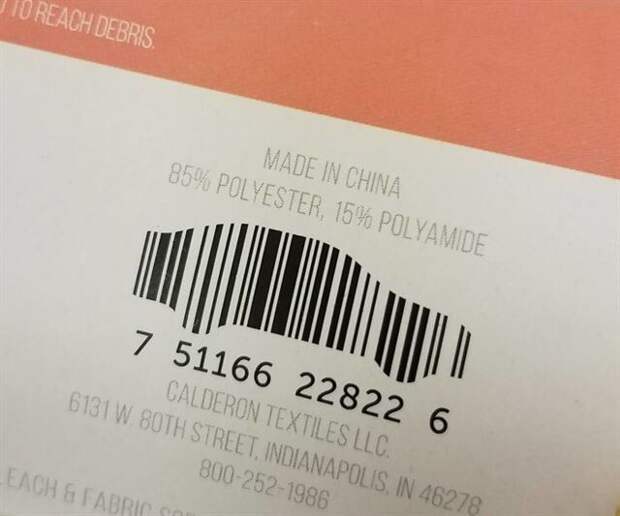 TO REACH DEBRIS.
MADE IN CHINA
85% POLYESTER, 15% POLYAMIDE
7 51166 22822 6
CALDERON TEXTILES LLC.
6131 W 80TH STREET, INDIANAPOLIS, IN 46278
800-252-1986
& FABRIC